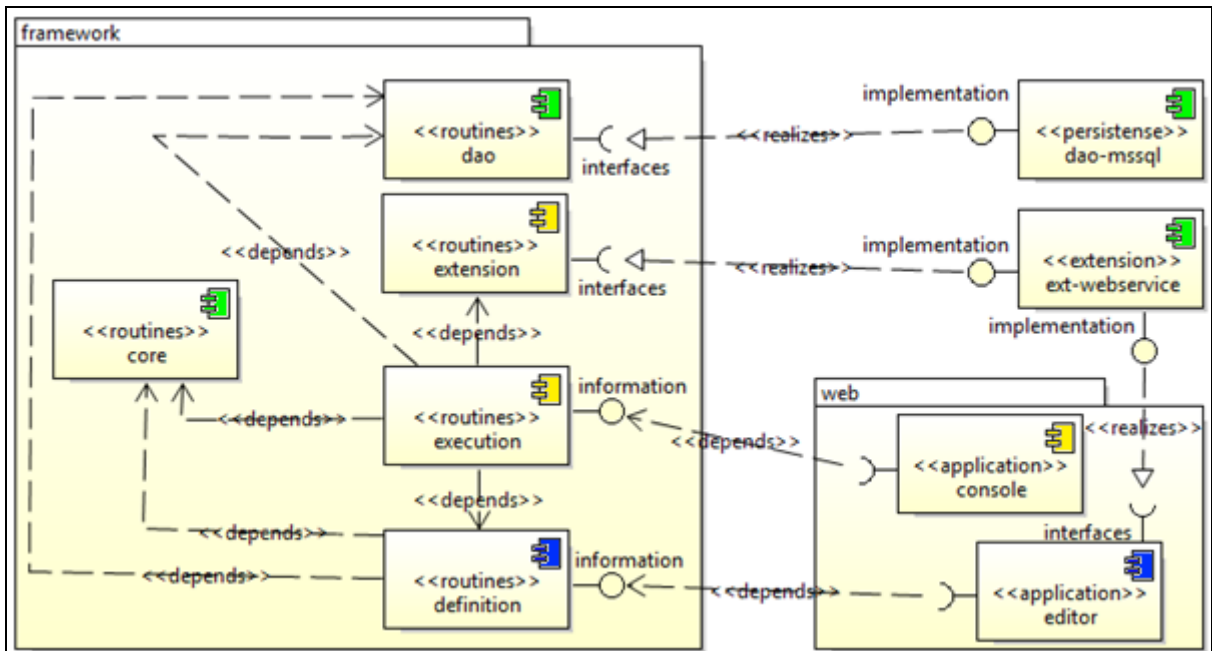 framework
<<routines>>
dao
interfaces
<<realizes>>
implementation
<<persistense>>
dao-mssql
<<routines>>
extension
interfaces
<<realizes>>
implementation
<<extension>>
ext-webservice
implementation
<<depends>>
<<depends>>
<<routines>>
core
<<routines>>
execution
information
<<depends>>
<<depends>>
<<depends>>
web
<<realizes>>
<<application>>
console
interfaces
<<depends>>
<<depends>>
<<routines>>
definition
information
<<depends>>
<<application>>
editor